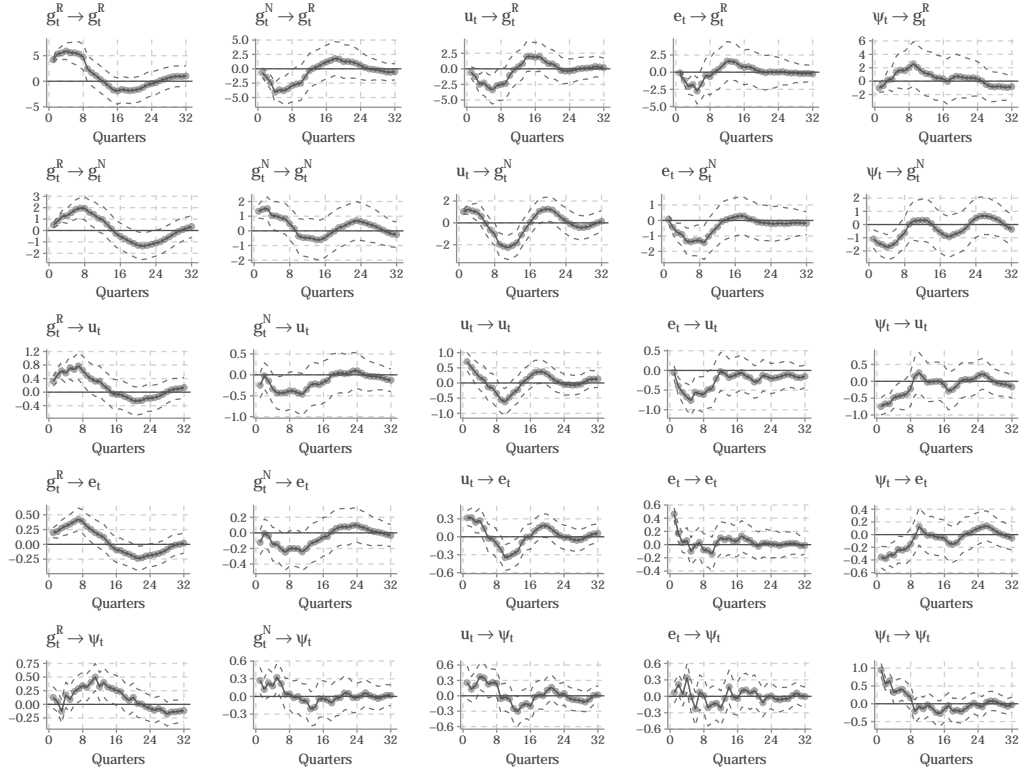 g_t^R → g_t^R
g_t^N → g_t^R
u_t → g_t^R
e_t → g_t^R
ψ_t → g_t^R
5 0 −5
5.0 2.5 0.0 −2.5 −5.0
2.5 0.0 −2.5 −5.0
5.0 2.5 0.0 −2.5 −5.0
6 4 2 0 −2
0 8 16 24 32
0 8 16 24 32
0 8 16 24 32
0 8 16 24 32
0 8 16 24 32
Quarters Quarters Quarters Quarters Quarters
g_t^R → g_t^N
g_t^N → g_t^N
u_t → g_t^N
e_t → g_t^N
ψ_t → g_t^N
3 2 1 0 −1 −2
2 1 0 −1 −2
2 0 −2
1 0 −1 −2
2 1 0 −1 −2
0 8 16 24 32
0 8 16 24 32
0 8 16 24 32
0 8 16 24 32
0 8 16 24 32
Quarters Quarters Quarters Quarters Quarters
g_t^R → u_t
g_t^N → u_t
u_t → u_t
e_t → u_t
ψ_t → u_t
1.2 0.8 0.4 0.0 −0.4
0.5 0.0 −0.5 −1.0
1.0 0.5 0.0 −0.5 −1.0
0.5 0.0 −0.5 −1.0
0.5 0.0 −0.5 −1.0
0 8 16 24 32
0 8 16 24 32
0 8 16 24 32
0 8 16 24 32
0 8 16 24 32
Quarters Quarters Quarters Quarters Quarters
g_t^R → e_t
g_t^N → e_t
u_t → e_t
e_t → e_t
ψ_t → e_t
0.50 0.25 0.00 −0.25
0.2 0.0 −0.2 −0.4
0.3 0.0 −0.3 −0.6
0.6 0.4 0.2 0.0 −0.2 −0.4
0.4 0.2 0.0 −0.2 −0.4 −0.6
0 8 16 24 32
0 8 16 24 32
0 8 16 24 32
0 8 16 24 32
0 8 16 24 32
Quarters Quarters Quarters Quarters Quarters
g_t^R → ψ_t
g_t^N → ψ_t
u_t → ψ_t
e_t → ψ_t
ψ_t → ψ_t
0.75 0.50 0.25 0.00 −0.25
0.6 0.3 0.0 −0.3
0.6 0.3 0.0 −0.3 −0.6
0.6 0.3 0.0 −0.3 −0.6
1.0 0.5 0.0 −0.5
0 8 16 24 32
0 8 16 24 32
0 8 16 24 32
0 8 16 24 32
0 8 16 24 32
Quarters Quarters Quarters Quarters Quarters